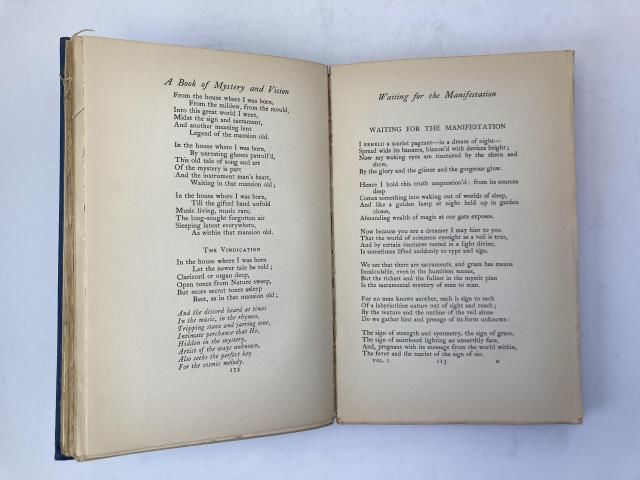 A Book of Mystery and Vision
From the house where I was born,
From the mildew, from the mould,
Into this great world I went,
Midst the sign and sacrament,
And another meaning lent
Legend of the mansion old.
In the house where I was born,
By unresting ghosts patroll'd,
This old tale of song and art
Of the mystery is part
And the instrument man's heart,
Waiting in that mansion old;
In the house where I was born,
Till the gifted hand unfold
Music living, music rare,
The long-sought forgotten air
Sleeping latent everywhere,
As within that mansion old.
THE VINDICATION
In the house where I was born
Let the newer tale be told;
Claricord or organ deep,
Open tones from Nature sweep,
But more secret tones asleep
Rest, as in that mansion old;
And the discord heard at times
In the music, in the rhymes,
Tripping stave and jarring tone,
Intimate perchance that He,
Hidden in the mystery,
Artist of the ways unknown,
Also seeks the perfect key
For the cosmic melody.
112
Waiting for the Manifestation
WAITING FOR THE MANIFESTATION
I BEHELD a scarlet pageant—in a dream of night—
Spread wide its banners, blazon'd with devices bright;
Now my waking eyes are tinctured by the sheen and
show,
By the glory and the glister and the gorgeous glow.
Hence I hold this truth unquestion'd: from its sources
deep
Comes something into waking out of worlds of sleep,
And like a golden lamp at night held up in garden
closes,
Abounding wealth of magic at our gate exposes.
Now because you are a dreamer I may hint to you
That the world of common eyesight as a veil is true,
And by certain tinctures vested in a light divine,
Is sometimes lifted suddenly to type and sign.
We see that there are sacraments, and grace has means
Incalculable, even in the humblest scenes,
But the richest and the fullest in the mystic plan
Is the sacramental mystery of man to man.
For no man knows another, each is sign to each
Of a labyrinthine nature out of sight and reach;
By the texture and the outline of the veil alone
Do we gather hint and presage of its form unknown:
The sign of strength and symmetry, the sign of grace,
The sign of sainthood lighting an unearthly face,
And, pregnant with its message from the world within,
The fever and the scarlet of the sign of sin.
VOL. I. 113 H